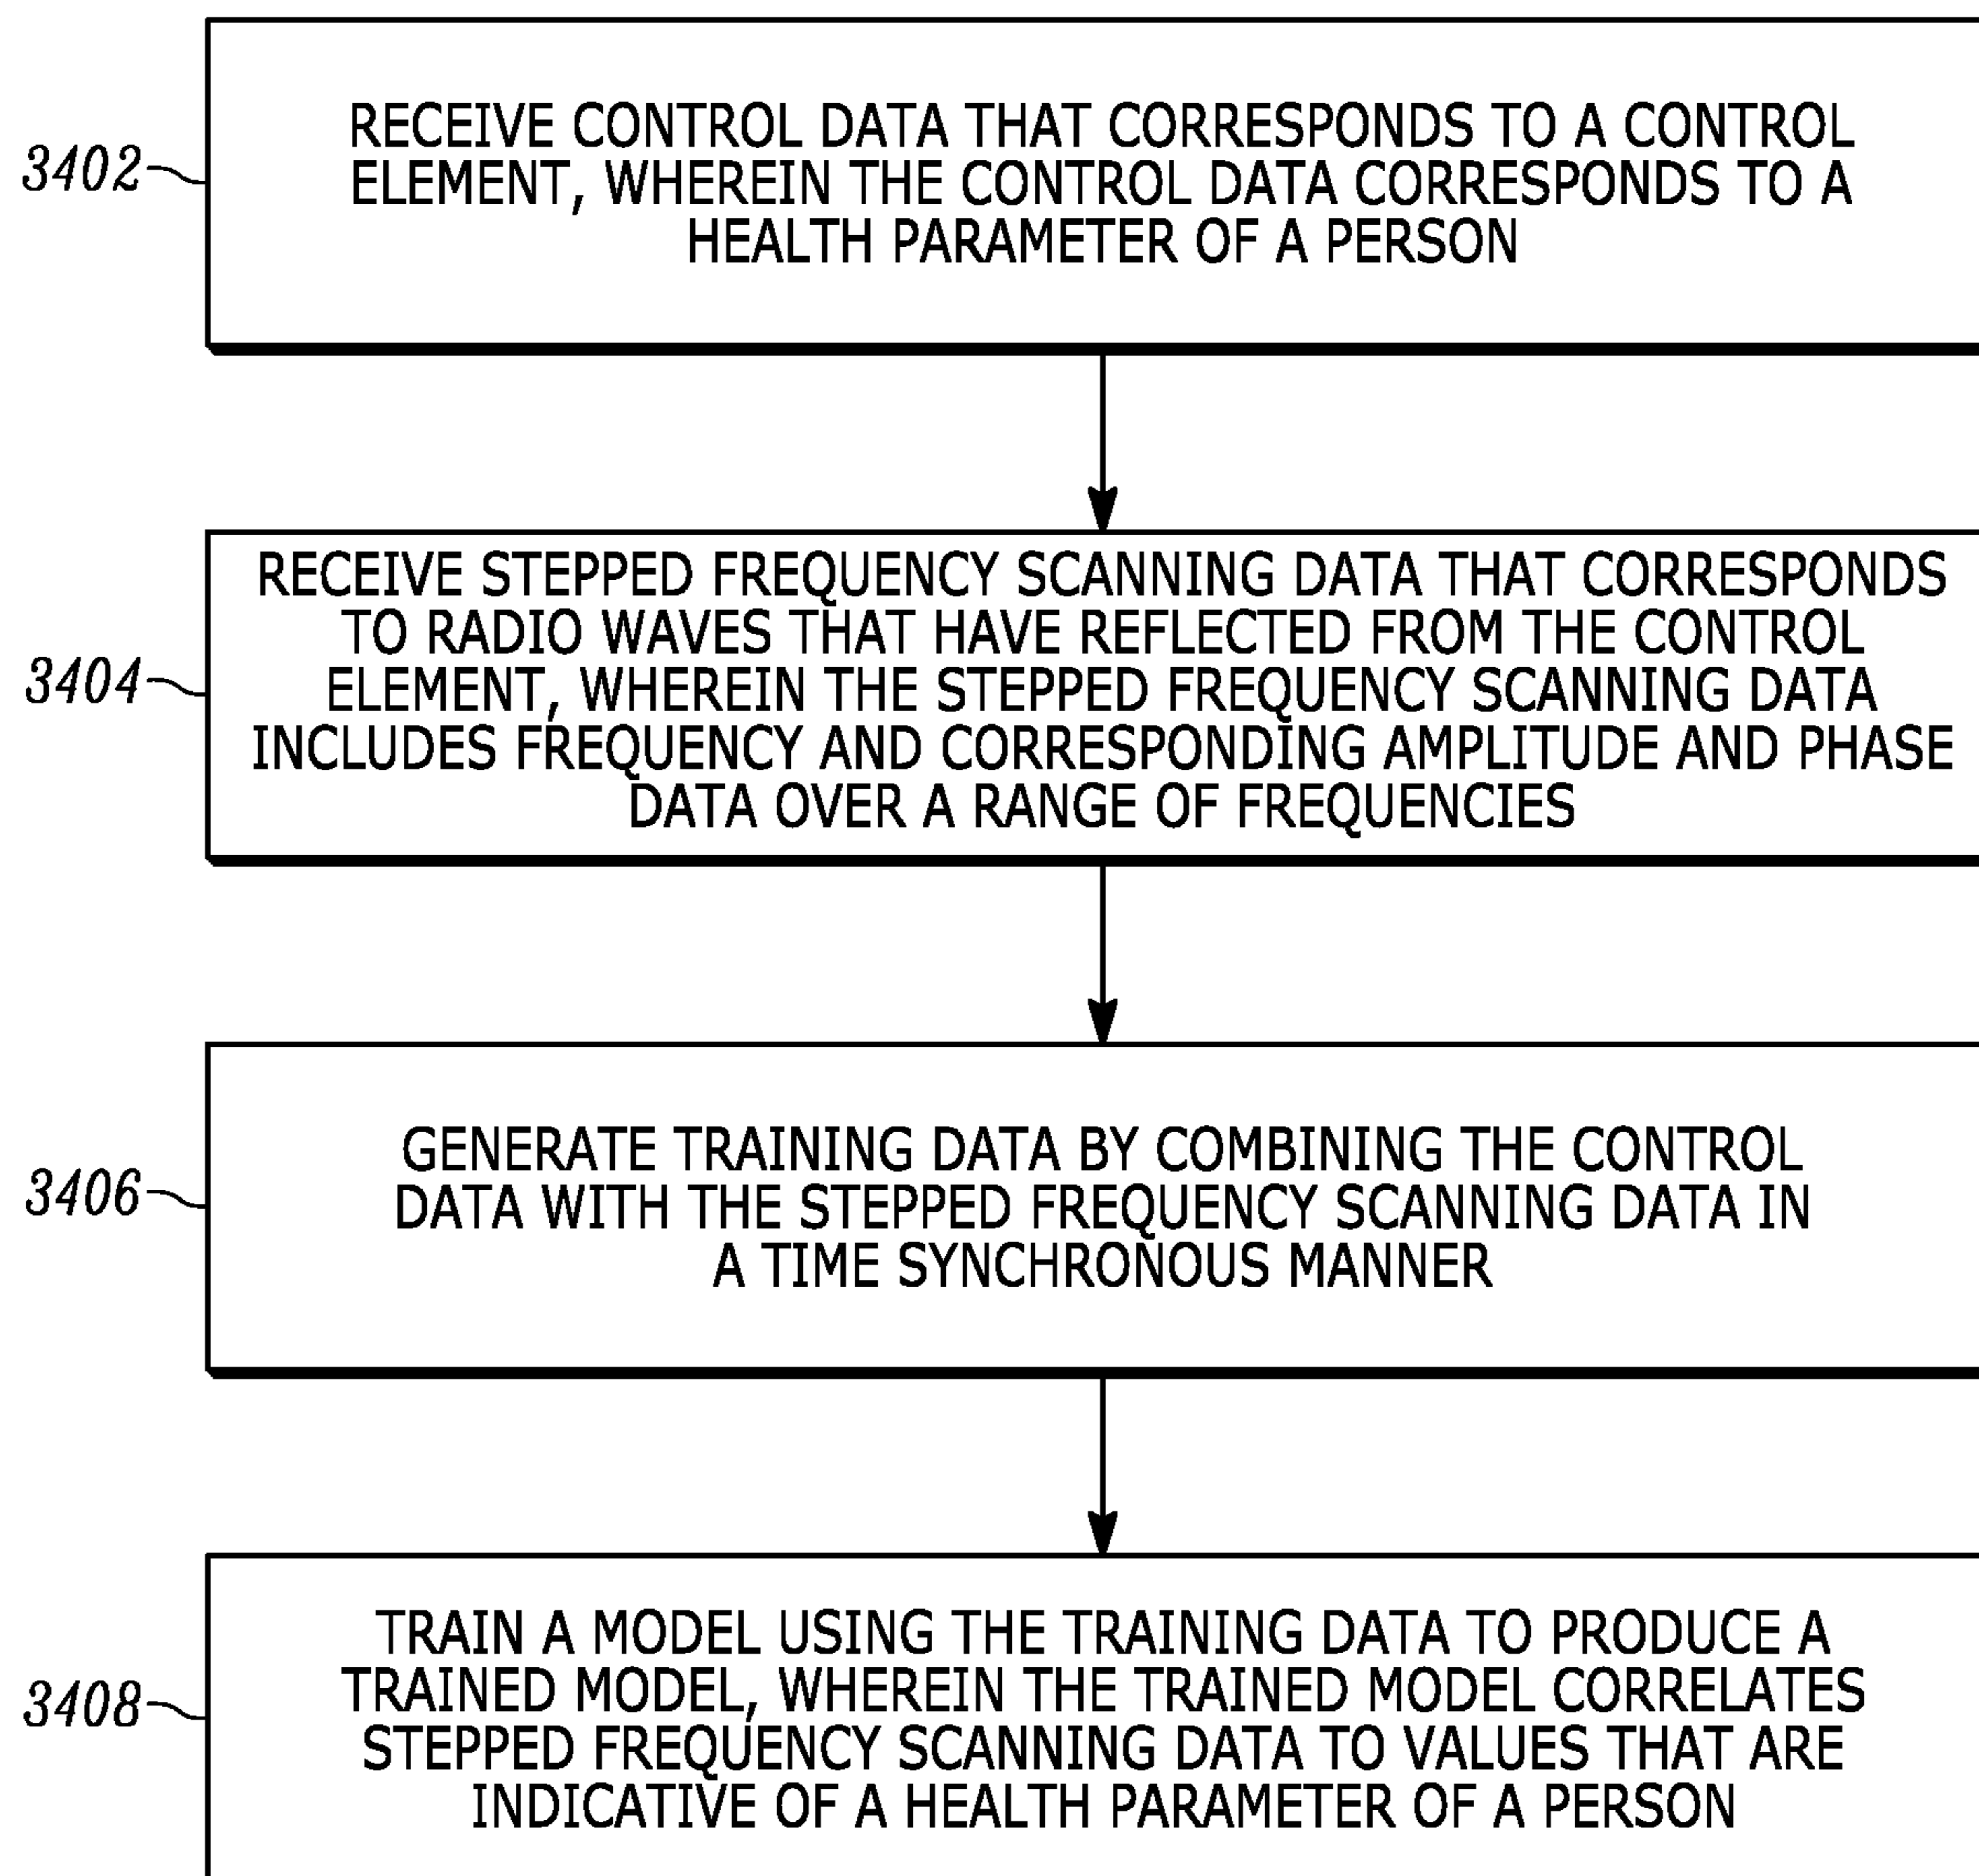 RECEIVE CONTROL DATA THAT CORRESPONDS TO A CONTROL
3402
ELEMENT, WHEREIN THE CONTROL DATA CORRESPONDS TO A
HEALTH PARAMETER OF A PERSON
RECEIVE STEPPED FREQUENCY SCANNING DATA THAT CORRESPONDS
TO RADIO WAVES THAT HAVE REFLECTED FROM THE CONTROL
3404
ELEMENT, WHEREIN THE STEPPED FREQUENCY SCANNING DATA
INCLUDES FREQUENCY AND CORRESPONDING AMPLITUDE AND PHASE
DATA OVER A RANGE OF FREQUENCIES
GENERATE TRAINING DATA BY COMBINING THE CONTROL
3406
DATA WITH THE STEPPED FREQUENCY SCANNING DATA IN
A TIME SYNCHRONOUS MANNER
TRAIN A MODEL USING THE TRAINING DATA TO PRODUCE A
3408
TRAINED MODEL, WHEREIN THE TRAINED MODEL CORRELATES
STEPPED FREQUENCY SCANNING DATA TO VALUES THAT ARE
INDICATIVE OF A HEALTH PARAMETER OF A PERSON